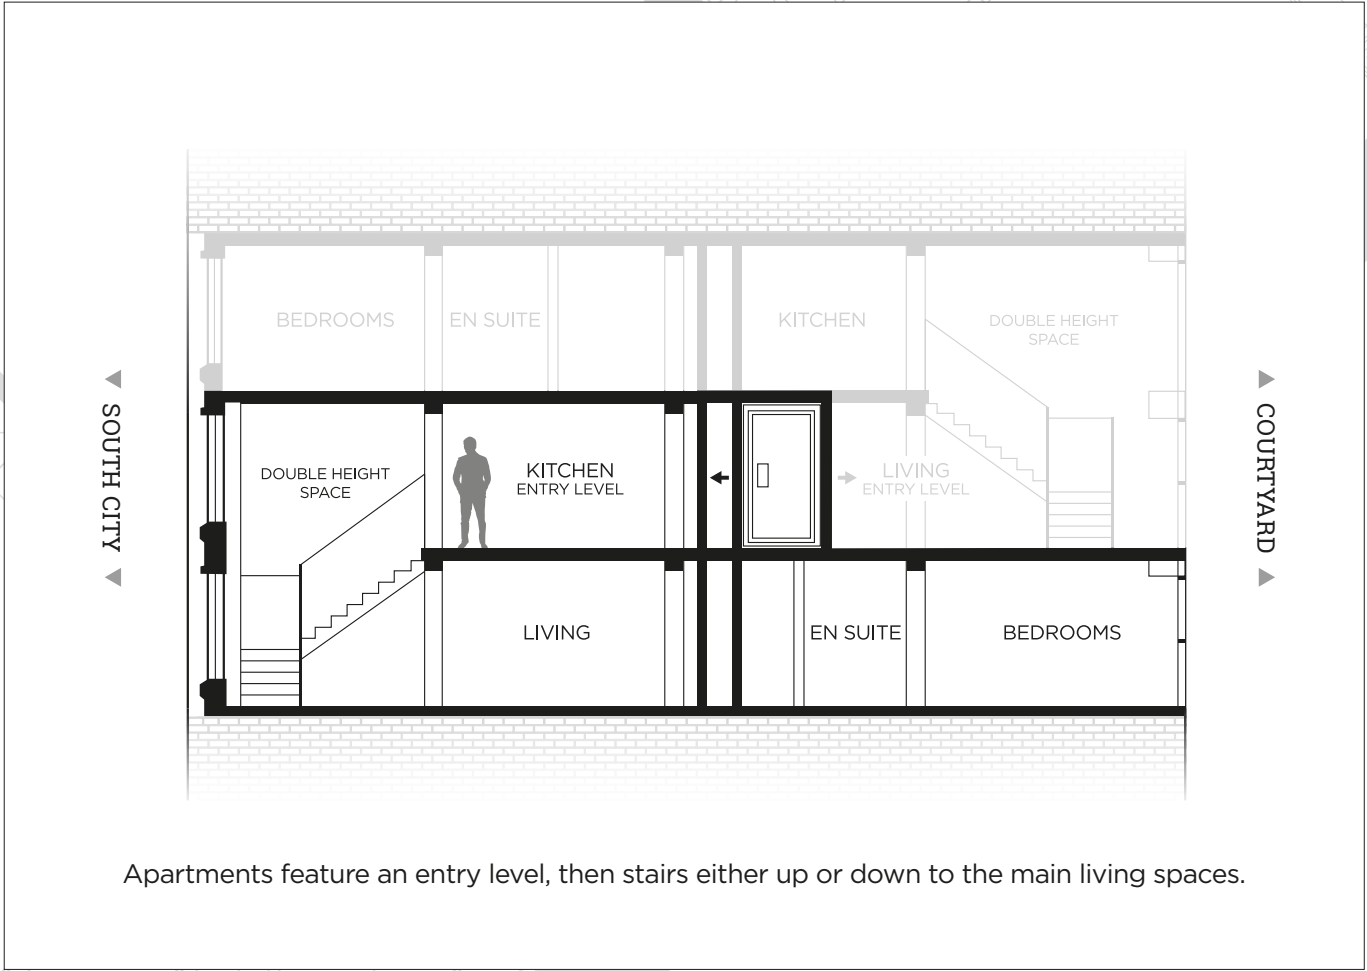 BEDROOMS
EN SUITE
KITCHEN
DOUBLE HEIGHT
SPACE
SOUTH CITY
COURTYARD
DOUBLE HEIGHT
SPACE
KITCHEN
ENTRY LEVEL
LIVING
ENTRY LEVEL
LIVING
EN SUITE
BEDROOMS
Apartments feature an entry level, then stairs either up or down to the main living spaces.